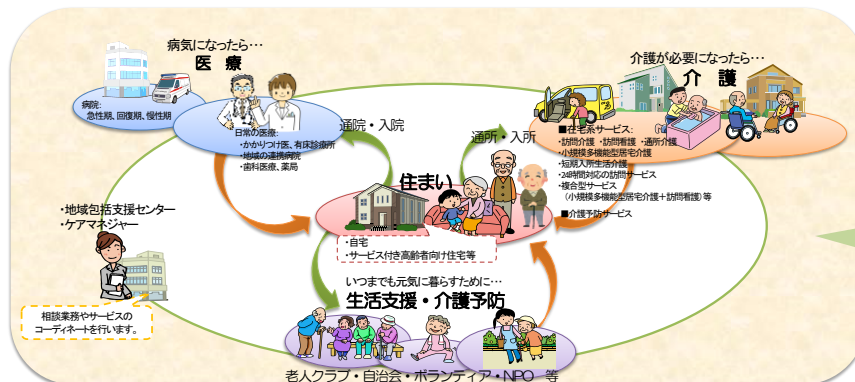 病気になったら…
医 療
病院:
急性期、回復期、慢性期
日常の医療:
・かかりつけ医、有床診療所
・地域の連携病院
・歯科医療、薬局
通院・入院
通所・入所
介護が必要になったら…
介 護
■在宅系サービス:
・訪問介護・訪問看護・通所介護
・小規模多機能型居宅介護
・短期入所生活介護
・24時間対応の訪問サービス
・複合型サービス
（小規模多機能型居宅介護+訪問看護）等
■介護予防サービス
住まい
・自宅
・サービス付き高齢者向け住宅等
・地域包括支援センター
・ケアマネジャー
相談業務やサービスの
コーディネートを行います。
いつまでも元気に暮らすために…
生活支援・介護予防
老人クラブ・自治会・ボランティア・NPO 等